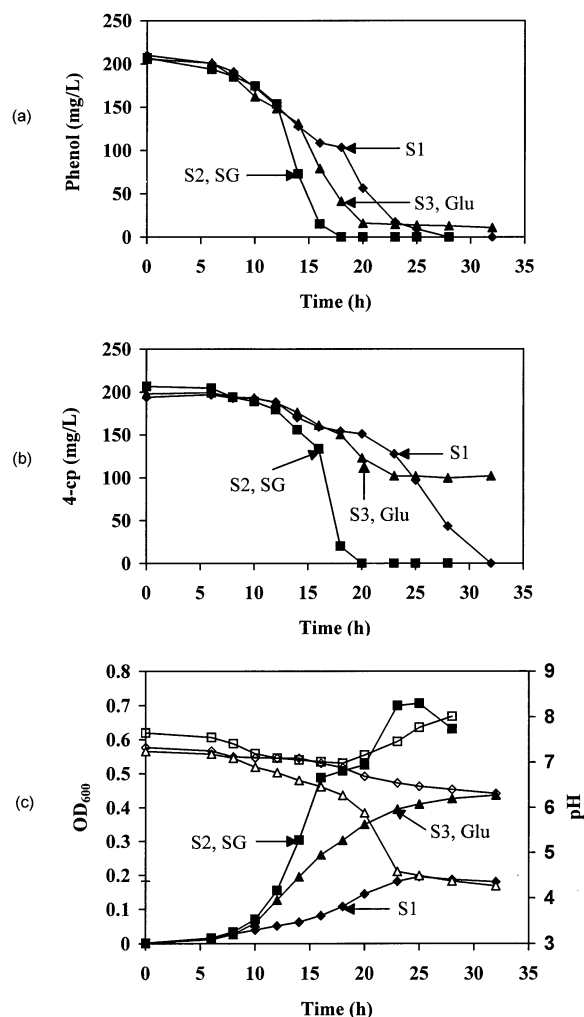 (a)
Phenol (mg/L)
250
200
150
100
50
0
S1
S2, SG
S3, Glu
0 5 10 15 20 25 30 35
Time (h)
(b)
4-cp (mg/L)
250
200
150
100
50
0
S1
S2, SG
S3, Glu
0 5 10 15 20 25 30 35
Time (h)
(c)
OD600
0.8
0.7
0.6
0.5
0.4
0.3
0.2
0.1
0
S2, SG
S3, Glu
S1
9
8
7
6
5
4
3
pH
0 5 10 15 20 25 30 35
Time (h)